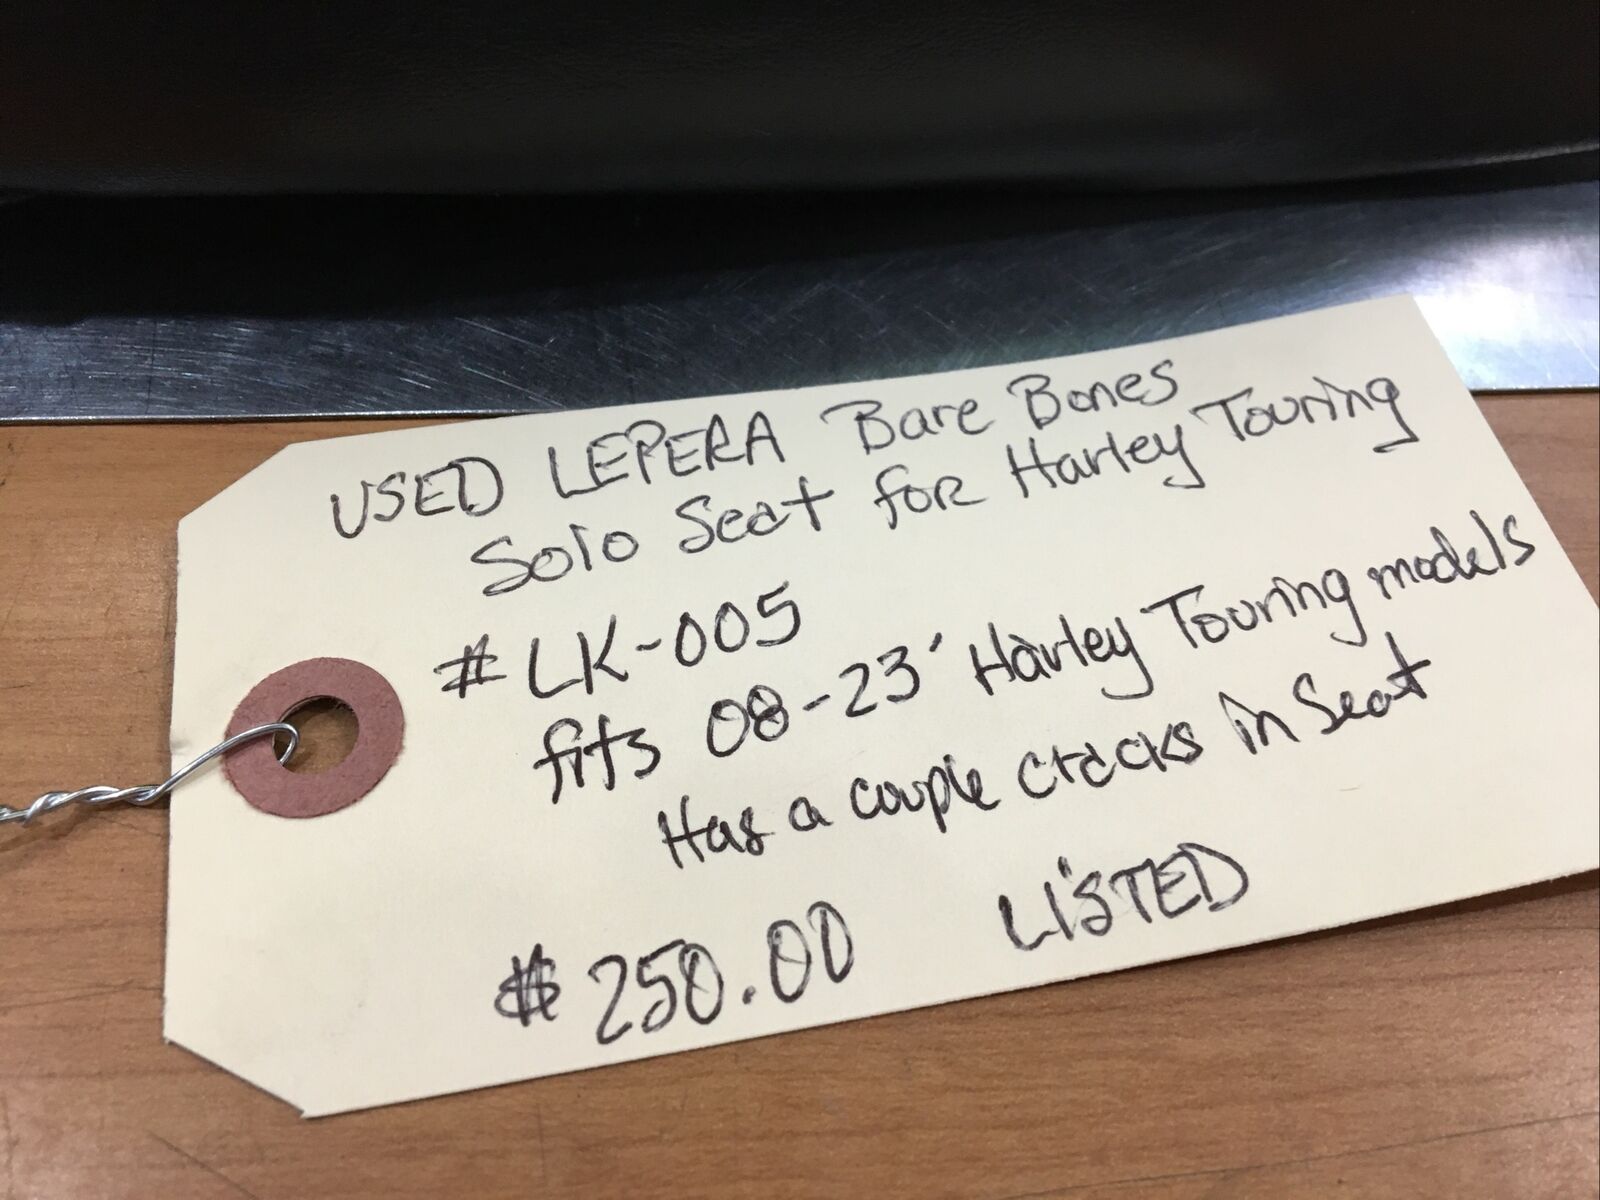 USED LEPERA Bare Bones
Solo Seat for Harley Touring
# LK-005
fits 08-23' Harley Touring models
Has a couple cracks in Seat
$ 250.00 LISTED